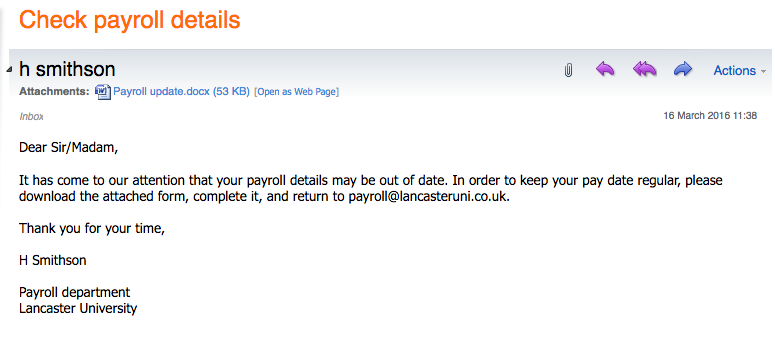 Check payroll details
h smithson
Actions
Attachments: Payroll update.docx (53 KB) [Open as Web Page]
Inbox
16 March 2016 11:38
Dear Sir/Madam,
It has come to our attention that your payroll details may be out of date. In order to keep your pay date regular, please
download the attached form, complete it, and return to payroll@lancasteruni.co.uk.
Thank you for your time,
H Smithson
Payroll department
Lancaster University